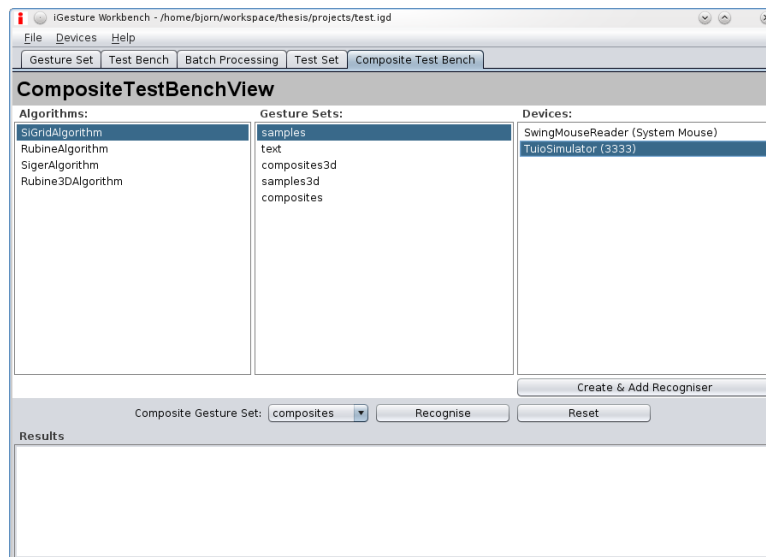 iGesture Workbench - /home/bjorn/workspace/thesis/projects/test.igd
File Devices Help
Gesture Set Test Bench Batch Processing Test Set Composite Test Bench
CompositeTestBenchView
Algorithms:
SiGridAlgorithm
RubineAlgorithm
SigerAlgorithm
Rubine3DAlgorithm
Gesture Sets:
samples
text
composites3d
samples3d
composites
Devices:
SwingMouseReader (System Mouse)
TuioSimulator (3333)
Create & Add Recogniser
Composite Gesture Set: composites Recognise Reset
Results